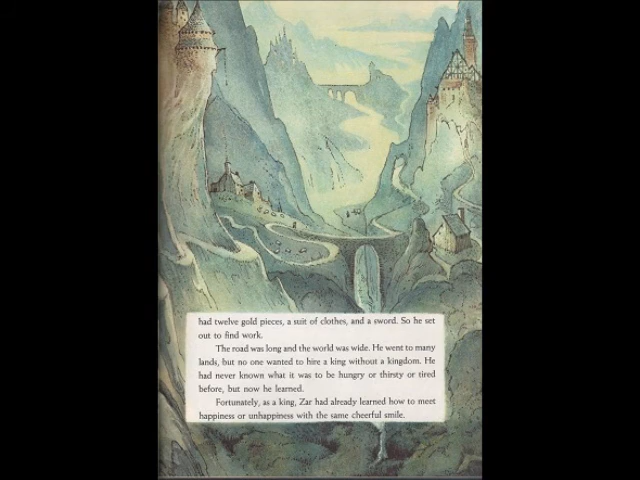 had twelve gold pieces, a suit of clothes, and a sword. So he set
out to find work.
The road was long and the world was wide. He went to many
lands, but no one wanted to hire a king without a kingdom. He
had never known what it was to be hungry or thirsty or tired
before, but now he learned.
Fortunately, as a king, Zar had already learned how to meet
happiness or unhappiness with the same cheerful smile.